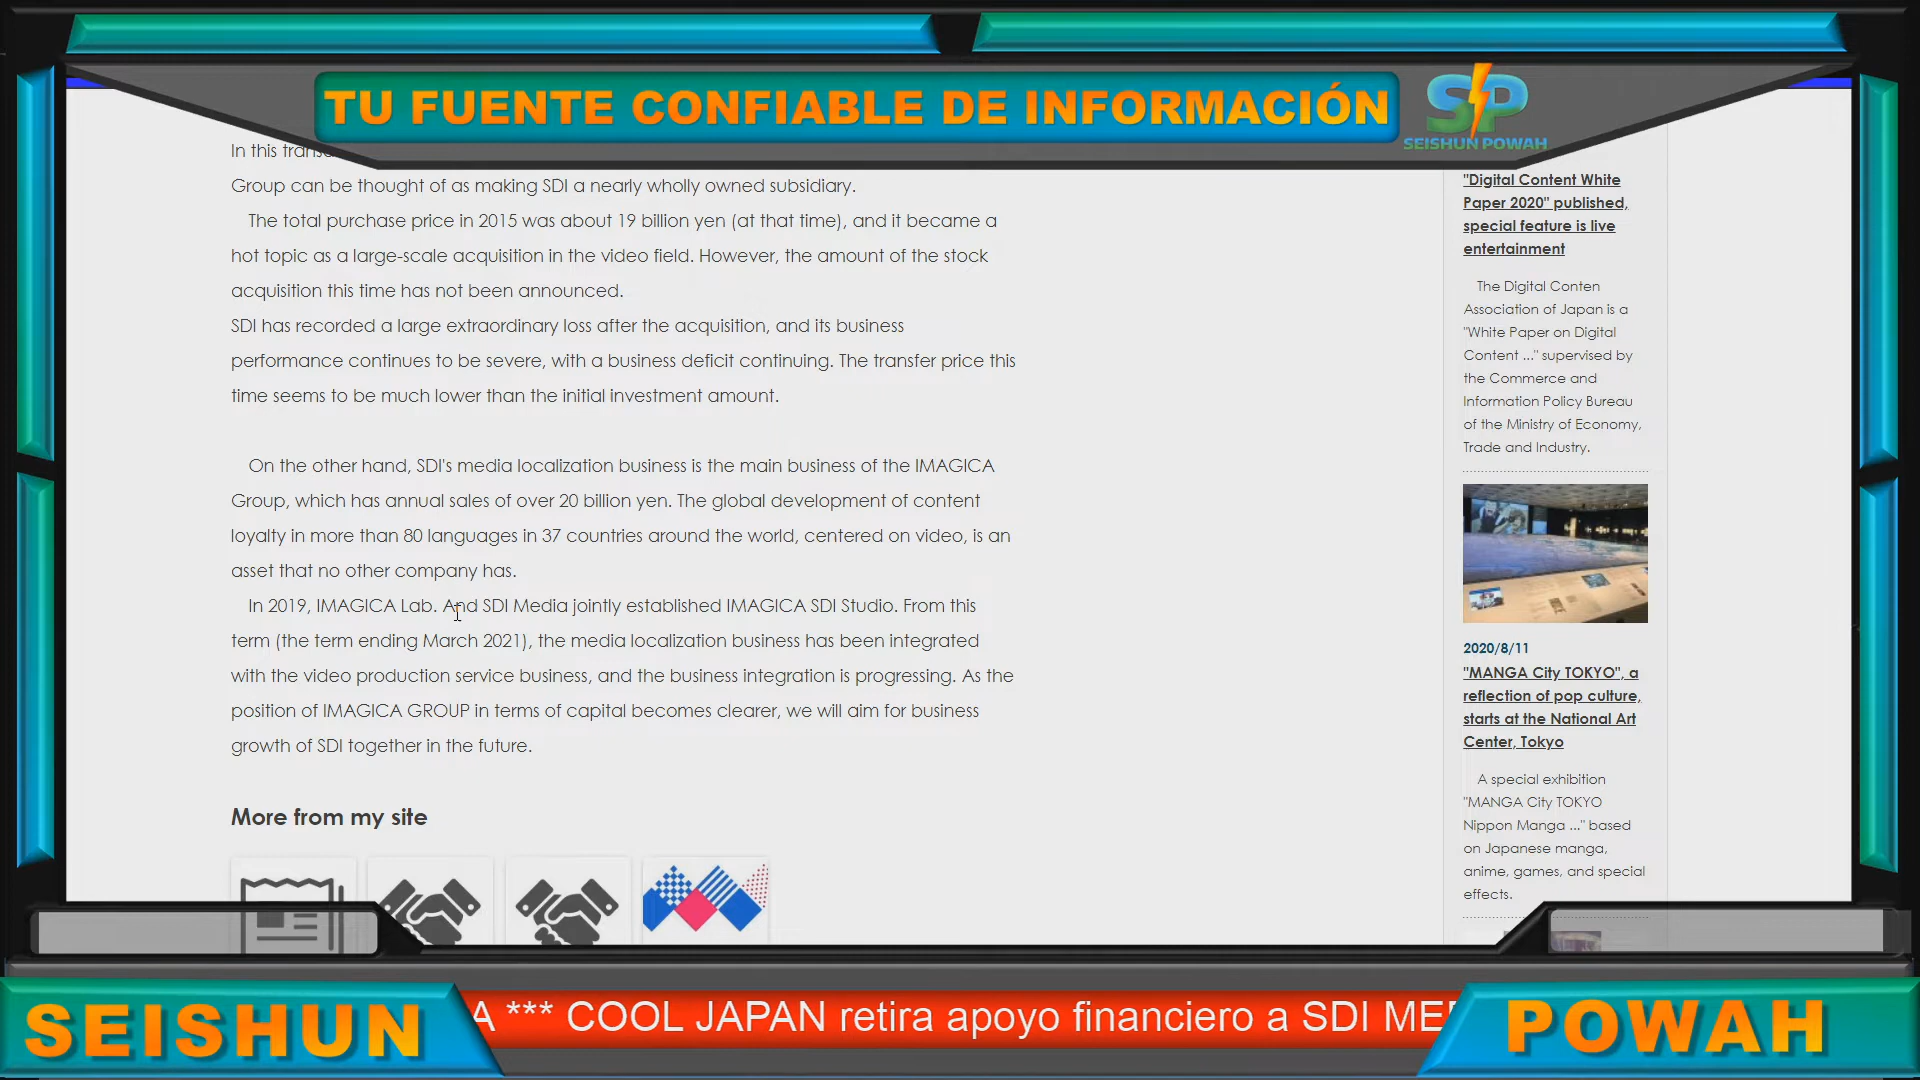 TU FUENTE CONFIABLE DE INFORMACIÓN
SP
SEISHUN POWAH
In this
Group can be thought of as making SDI a nearly wholly owned subsidiary.
The total purchase price in 2015 was about 19 billion yen (at that time), and it became a
hot topic as a large-scale acquisition in the video field. However, the amount of the stock
acquisition this time has not been announced.
SDI has recorded a large extraordinary loss after the acquisition, and its business
performance continues to be severe, with a business deficit continuing. The transfer price this
time seems to be much lower than the initial investment amount.
On the other hand, SDI's media localization business is the main business of the IMAGICA
Group, which has annual sales of over 20 billion yen. The global development of content
loyalty in more than 80 languages in 37 countries around the world, centered on video, is an
asset that no other company has.
In 2019, IMAGICA Lab. And SDI Media jointly established IMAGICA SDI Studio. From this
term (the term ending March 2021), the media localization business has been integrated
with the video production service business, and the business integration is progressing. As the
position of IMAGICA GROUP in terms of capital becomes clearer, we will aim for business
growth of SDI together in the future.
More from my site
"Digital Content White
Paper 2020" published,
special feature is live
entertainment
The Digital Conten
Association of Japan is a
"White Paper on Digital
Content ..." supervised by
the Commerce and
Information Policy Bureau
of the Ministry of Economy,
Trade and Industry.
2020/8/11
"MANGA City TOKYO", a
reflection of pop culture,
starts at the National Art
Center, Tokyo
A special exhibition
"MANGA City TOKYO
Nippon Manga ..." based
on Japanese manga,
anime, games, and special
effects.
SEISHUN
A *** COOL JAPAN retira apoyo financiero a SDI ME
POWAH